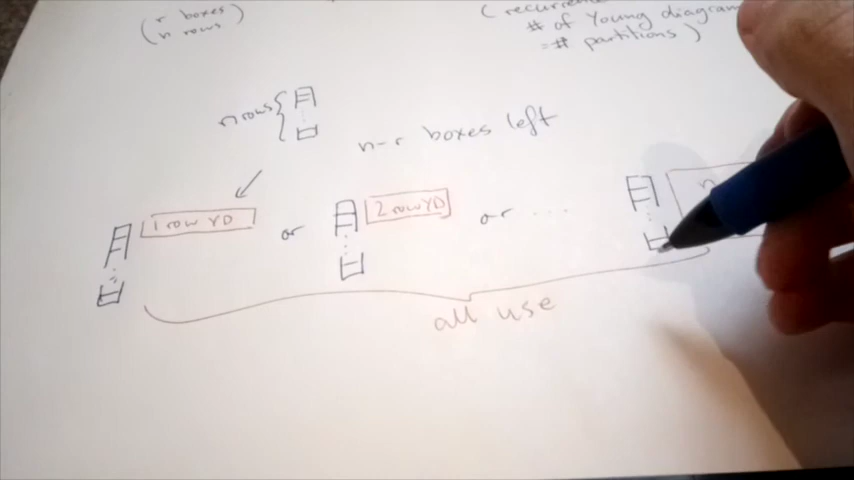 ( r boxes
n rows )
( recurrence
# of Young diagram
=# partitions )
n rows {
n-r boxes left
1 row YD or 2 row YD or ....
n
all use